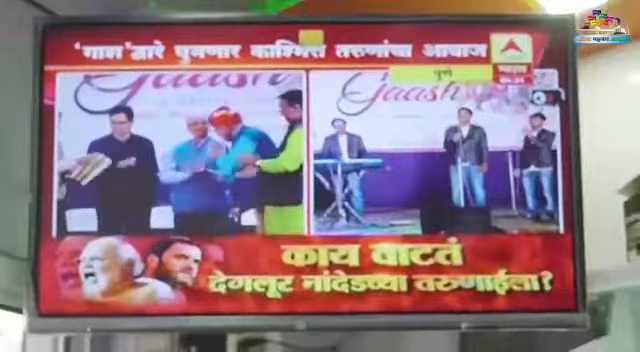 'गाश' द्वारे घुमणार काश्मिरी तरुणांचा आवाज
पुणे
Gaash
Gaash
काय वाटतं
देगलूर नांदेडच्या तरुणाईला?